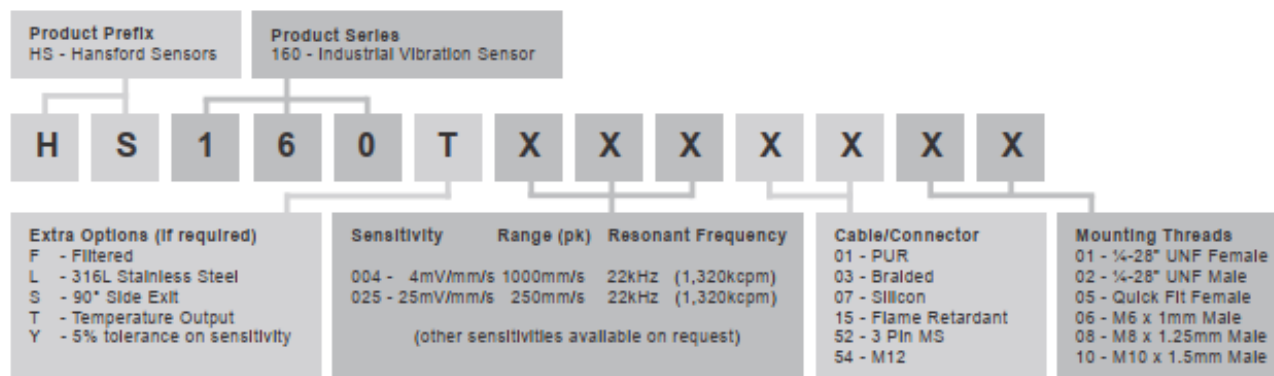 Product Prefix
HS - Hansford Sensors
Product Series
160 - Industrial Vibration Sensor
H S 1 6 0 T X X X X X X X
Extra Options (if required)
F - Filtered
L - 316L Stainless Steel
S - 90° Side Exit
T - Temperature Output
Y - 5% tolerance on sensitivity
Sensitivity Range (pk) Resonant Frequency
004 - 4mV/mm/s 1000mm/s 22kHz (1,320kcpm)
025 - 25mV/mm/s 250mm/s 22kHz (1,320kcpm)
(other sensitivities available on request)
Cable/Connector
01 - PUR
03 - Braided
07 - Silicon
15 - Flame Retardant
52 - 3 Pin MS
54 - M12
Mounting Threads
01 - ¼-28" UNF Female
02 - ¼-28" UNF Male
05 - Quick Fit Female
06 - M6 x 1mm Male
08 - M8 x 1.25mm Male
10 - M10 x 1.5mm Male